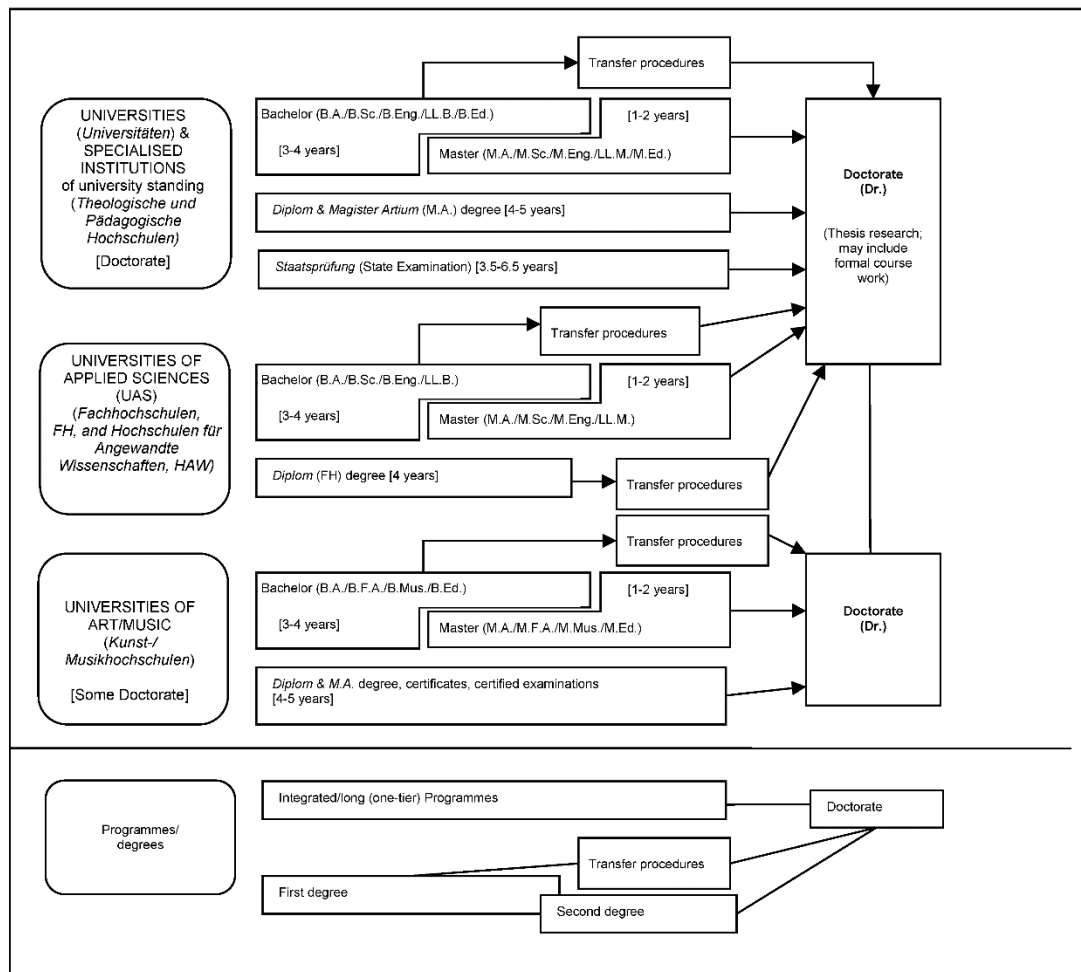 Transfer procedures
UNIVERSITIES
(Universitäten) &
SPECIALISED
INSTITUTIONS
of university standing
(Theologische und
Pädagogische
Hochschulen)
[Doctorate]
Bachelor (B.A./B.Sc./B.Eng./LL.B./B.Ed.)
[3-4 years]
[1-2 years]
Master (M.A./M.Sc./M.Eng./LL.M./M.Ed.)
Diplom & Magister Artium (M.A.) degree [4-5 years]
Staatsprüfung (State Examination) [3.5-6.5 years]
Doctorate
(Dr.)
(Thesis research;
may include
formal course
work)
Transfer procedures
UNIVERSITIES OF
APPLIED SCIENCES
(UAS)
(Fachhochschulen,
FH, and Hochschulen für
Angewandte
Wissenschaften, HAW)
Bachelor (B.A./B.Sc./B.Eng./LL.B.)
[3-4 years]
[1-2 years]
Master (M.A./M.Sc./M.Eng./LL.M.)
Diplom (FH) degree [4 years]
Transfer procedures
Transfer procedures
UNIVERSITIES OF
ART/MUSIC
(Kunst-/
Musikhochschulen)
[Some Doctorate]
Bachelor (B.A./B.F.A./B.Mus./B.Ed.)
[3-4 years]
[1-2 years]
Master (M.A./M.F.A./M.Mus./M.Ed.)
Diplom & M.A. degree, certificates, certified examinations
[4-5 years]
Doctorate
(Dr.)
Programmes/
degrees
Integrated/long (one-tier) Programmes
Doctorate
Transfer procedures
First degree
Second degree